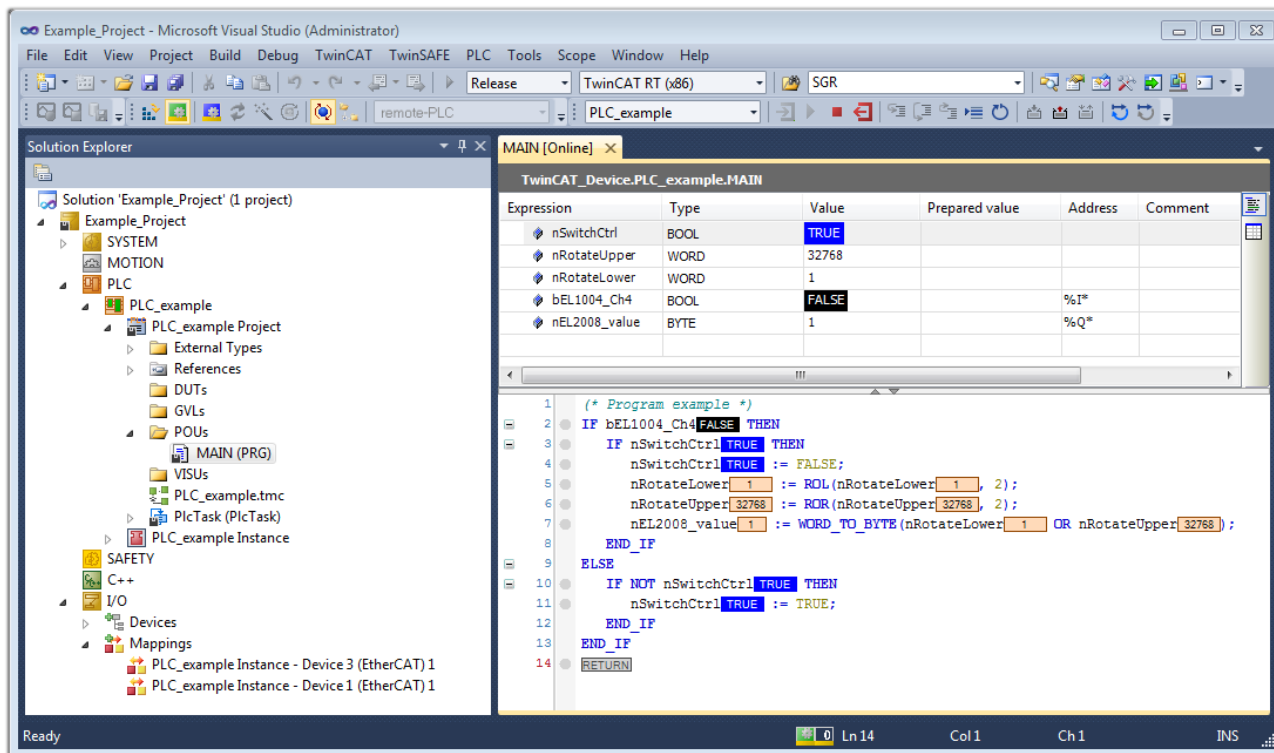 Example_Project - Microsoft Visual Studio (Administrator)
File Edit View Project Build Debug TwinCAT TwinSAFE PLC Tools Scope Window Help
Release TwinCAT RT (x86) SGR
remote-PLC PLC_example
Solution Explorer
Solution 'Example_Project' (1 project)
Example_Project
SYSTEM
MOTION
PLC
PLC_example
PLC_example Project
External Types
References
DUTs
GVLs
POUs
MAIN (PRG)
VISUs
PLC_example.tmc
PlcTask (PlcTask)
PLC_example Instance
SAFETY
C++
I/O
Devices
Mappings
PLC_example Instance - Device 3 (EtherCAT) 1
PLC_example Instance - Device 1 (EtherCAT) 1
MAIN [Online]
TwinCAT_Device.PLC_example.MAIN
Expression Type Value Prepared value Address Comment
nSwitchCtrl BOOL TRUE
nRotateUpper WORD 32768
nRotateLower WORD 1
bEL1004_Ch4 BOOL FALSE %I*
nEL2008_value BYTE 1 %Q*
1 (* Program example *)
2 IF bEL1004_Ch4 FALSE THEN
3 IF nSwitchCtrl TRUE THEN
4 nSwitchCtrl TRUE := FALSE;
5 nRotateLower 1 := ROL(nRotateLower 1 , 2);
6 nRotateUpper 32768 := ROR(nRotateUpper 32768 , 2);
7 nEL2008_value 1 := WORD_TO_BYTE(nRotateLower 1 OR nRotateUpper 32768 );
8 END_IF
9 ELSE
10 IF NOT nSwitchCtrl TRUE THEN
11 nSwitchCtrl TRUE := TRUE;
12 END_IF
13 END_IF
14 RETURN
Ready 0 Ln 14 Col 1 Ch 1 INS